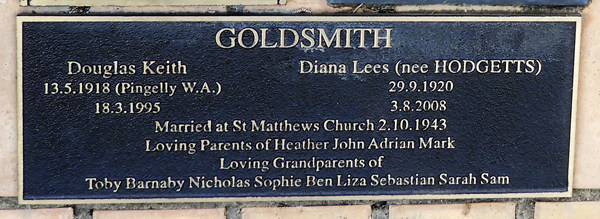 GOLDSMITH
Douglas Keith Diana Lees (nee HODGETTS)
13.5.1918 (Pingelly W.A.) 29.9.1920
18.3.1995 3.8.2008
Married at St Matthews Church 2.10.1943
Loving Parents of Heather John Adrian Mark
Loving Grandparents of
Toby Barnaby Nicholas Sophie Ben Liza Sebastian Sarah Sam